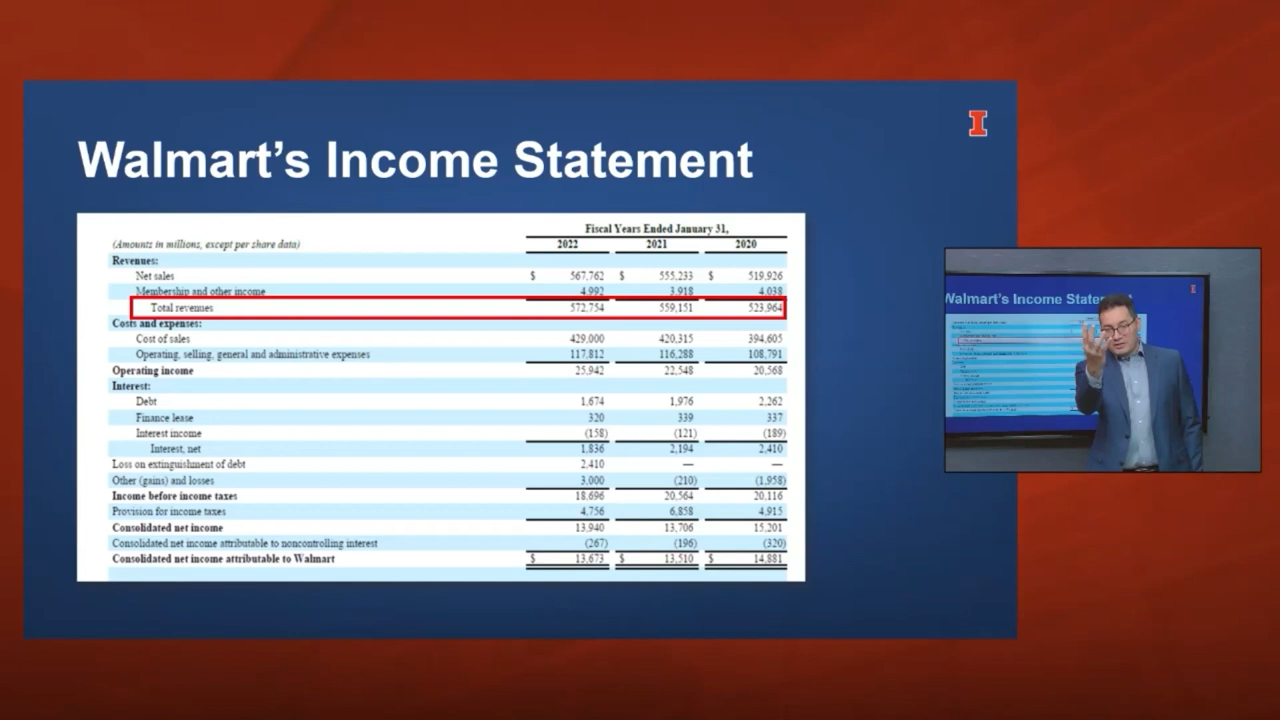 I
Walmart's Income Statement
Fiscal Years Ended January 31,
(Amounts in millions, except per share data) 2022 2021 2020
Revenues:
Net sales $ 567,762 $ 555,233 $ 519,926
Membership and other income 4,992 3,918 4,038
Total revenues 572,754 559,151 523,964
Costs and expenses:
Cost of sales 429,000 420,315 394,605
Operating, selling, general and administrative expenses 117,812 116,288 108,791
Operating income 25,942 22,548 20,568
Interest:
Debt 1,674 1,976 2,262
Finance lease 320 339 337
Interest income (158) (121) (189)
Interest, net 1,836 2,194 2,410
Loss on extinguishment of debt 2,410 — —
Other (gains) and losses 3,000 (210) (1,958)
Income before income taxes 18,696 20,564 20,116
Provision for income taxes 4,756 6,858 4,915
Consolidated net income 13,940 13,706 15,201
Consolidated net income attributable to noncontrolling interest (267) (196) (320)
Consolidated net income attributable to Walmart $ 13,673 $ 13,510 $ 14,881
I
Walmart's Income